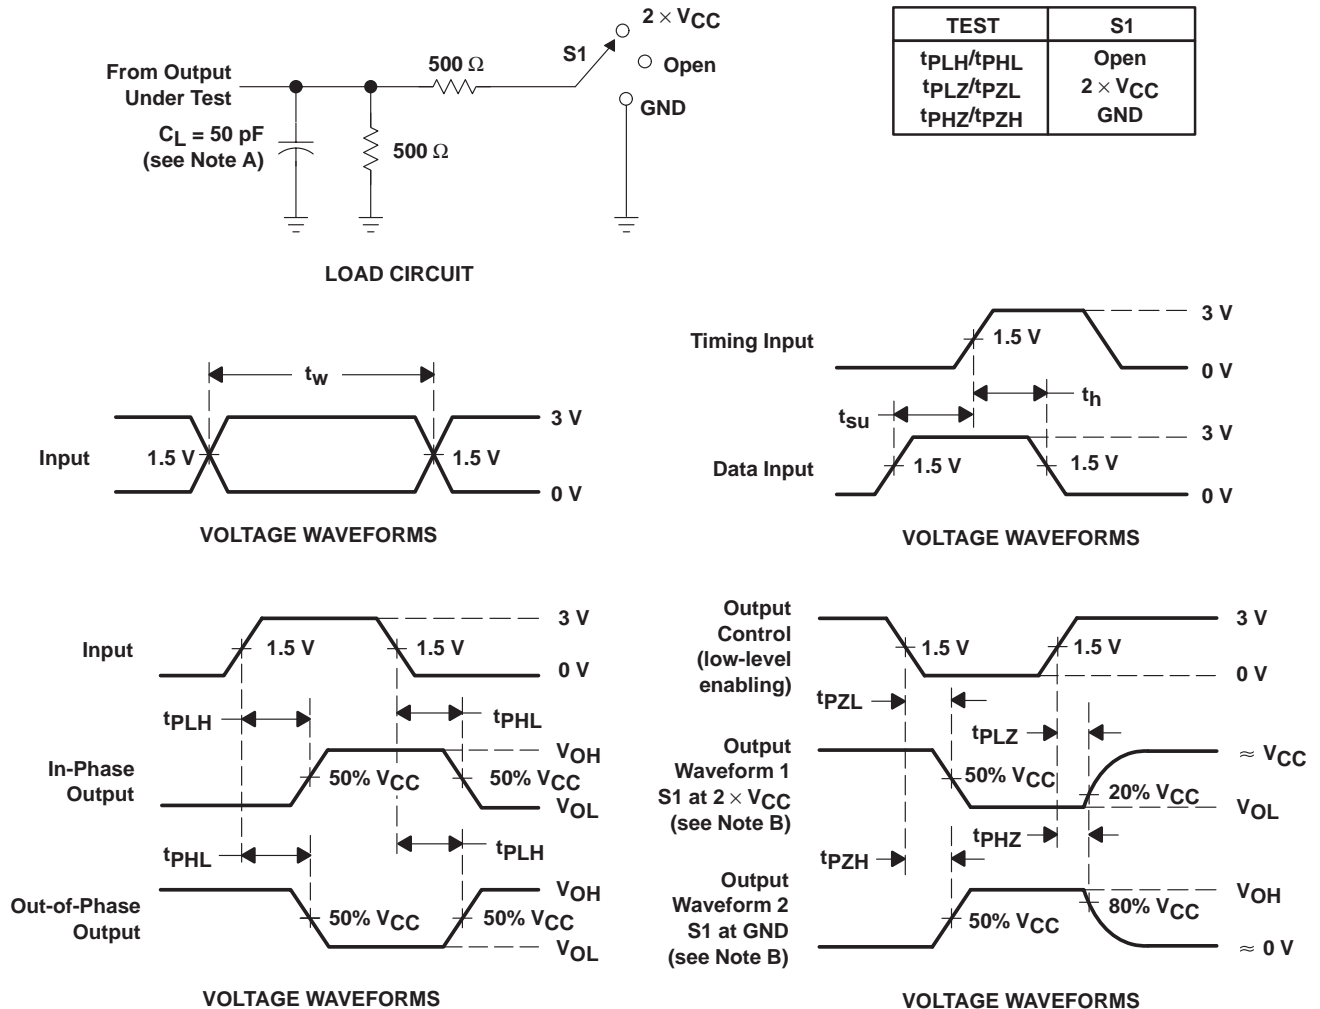 2 × VCC
S1
Open
GND
500 Ω
From Output
Under Test
CL = 50 pF
(see Note A)
500 Ω
LOAD CIRCUIT
TEST S1
tPLH/tPHL Open
tPLZ/tPZL 2 × VCC
tPHZ/tPZH GND
tw
Input
1.5 V
1.5 V
3 V
0 V
VOLTAGE WAVEFORMS
Timing Input
1.5 V
3 V
0 V
th
tsu
Data Input
1.5 V
1.5 V
3 V
0 V
VOLTAGE WAVEFORMS
Input
1.5 V
1.5 V
3 V
0 V
tPLH
tPHL
In-Phase
Output
50% VCC
50% VCC
VOH
VOL
tPHL
tPLH
Out-of-Phase
Output
50% VCC
50% VCC
VOH
VOL
VOLTAGE WAVEFORMS
Output
Control
(low-level
enabling)
1.5 V
1.5 V
3 V
0 V
tPZL
tPLZ
Output
Waveform 1
S1 at 2 × VCC
(see Note B)
50% VCC
20% VCC
≈ VCC
VOL
tPHZ
tPZH
Output
Waveform 2
S1 at GND
(see Note B)
50% VCC
80% VCC
VOH
≈ 0 V
VOLTAGE WAVEFORMS